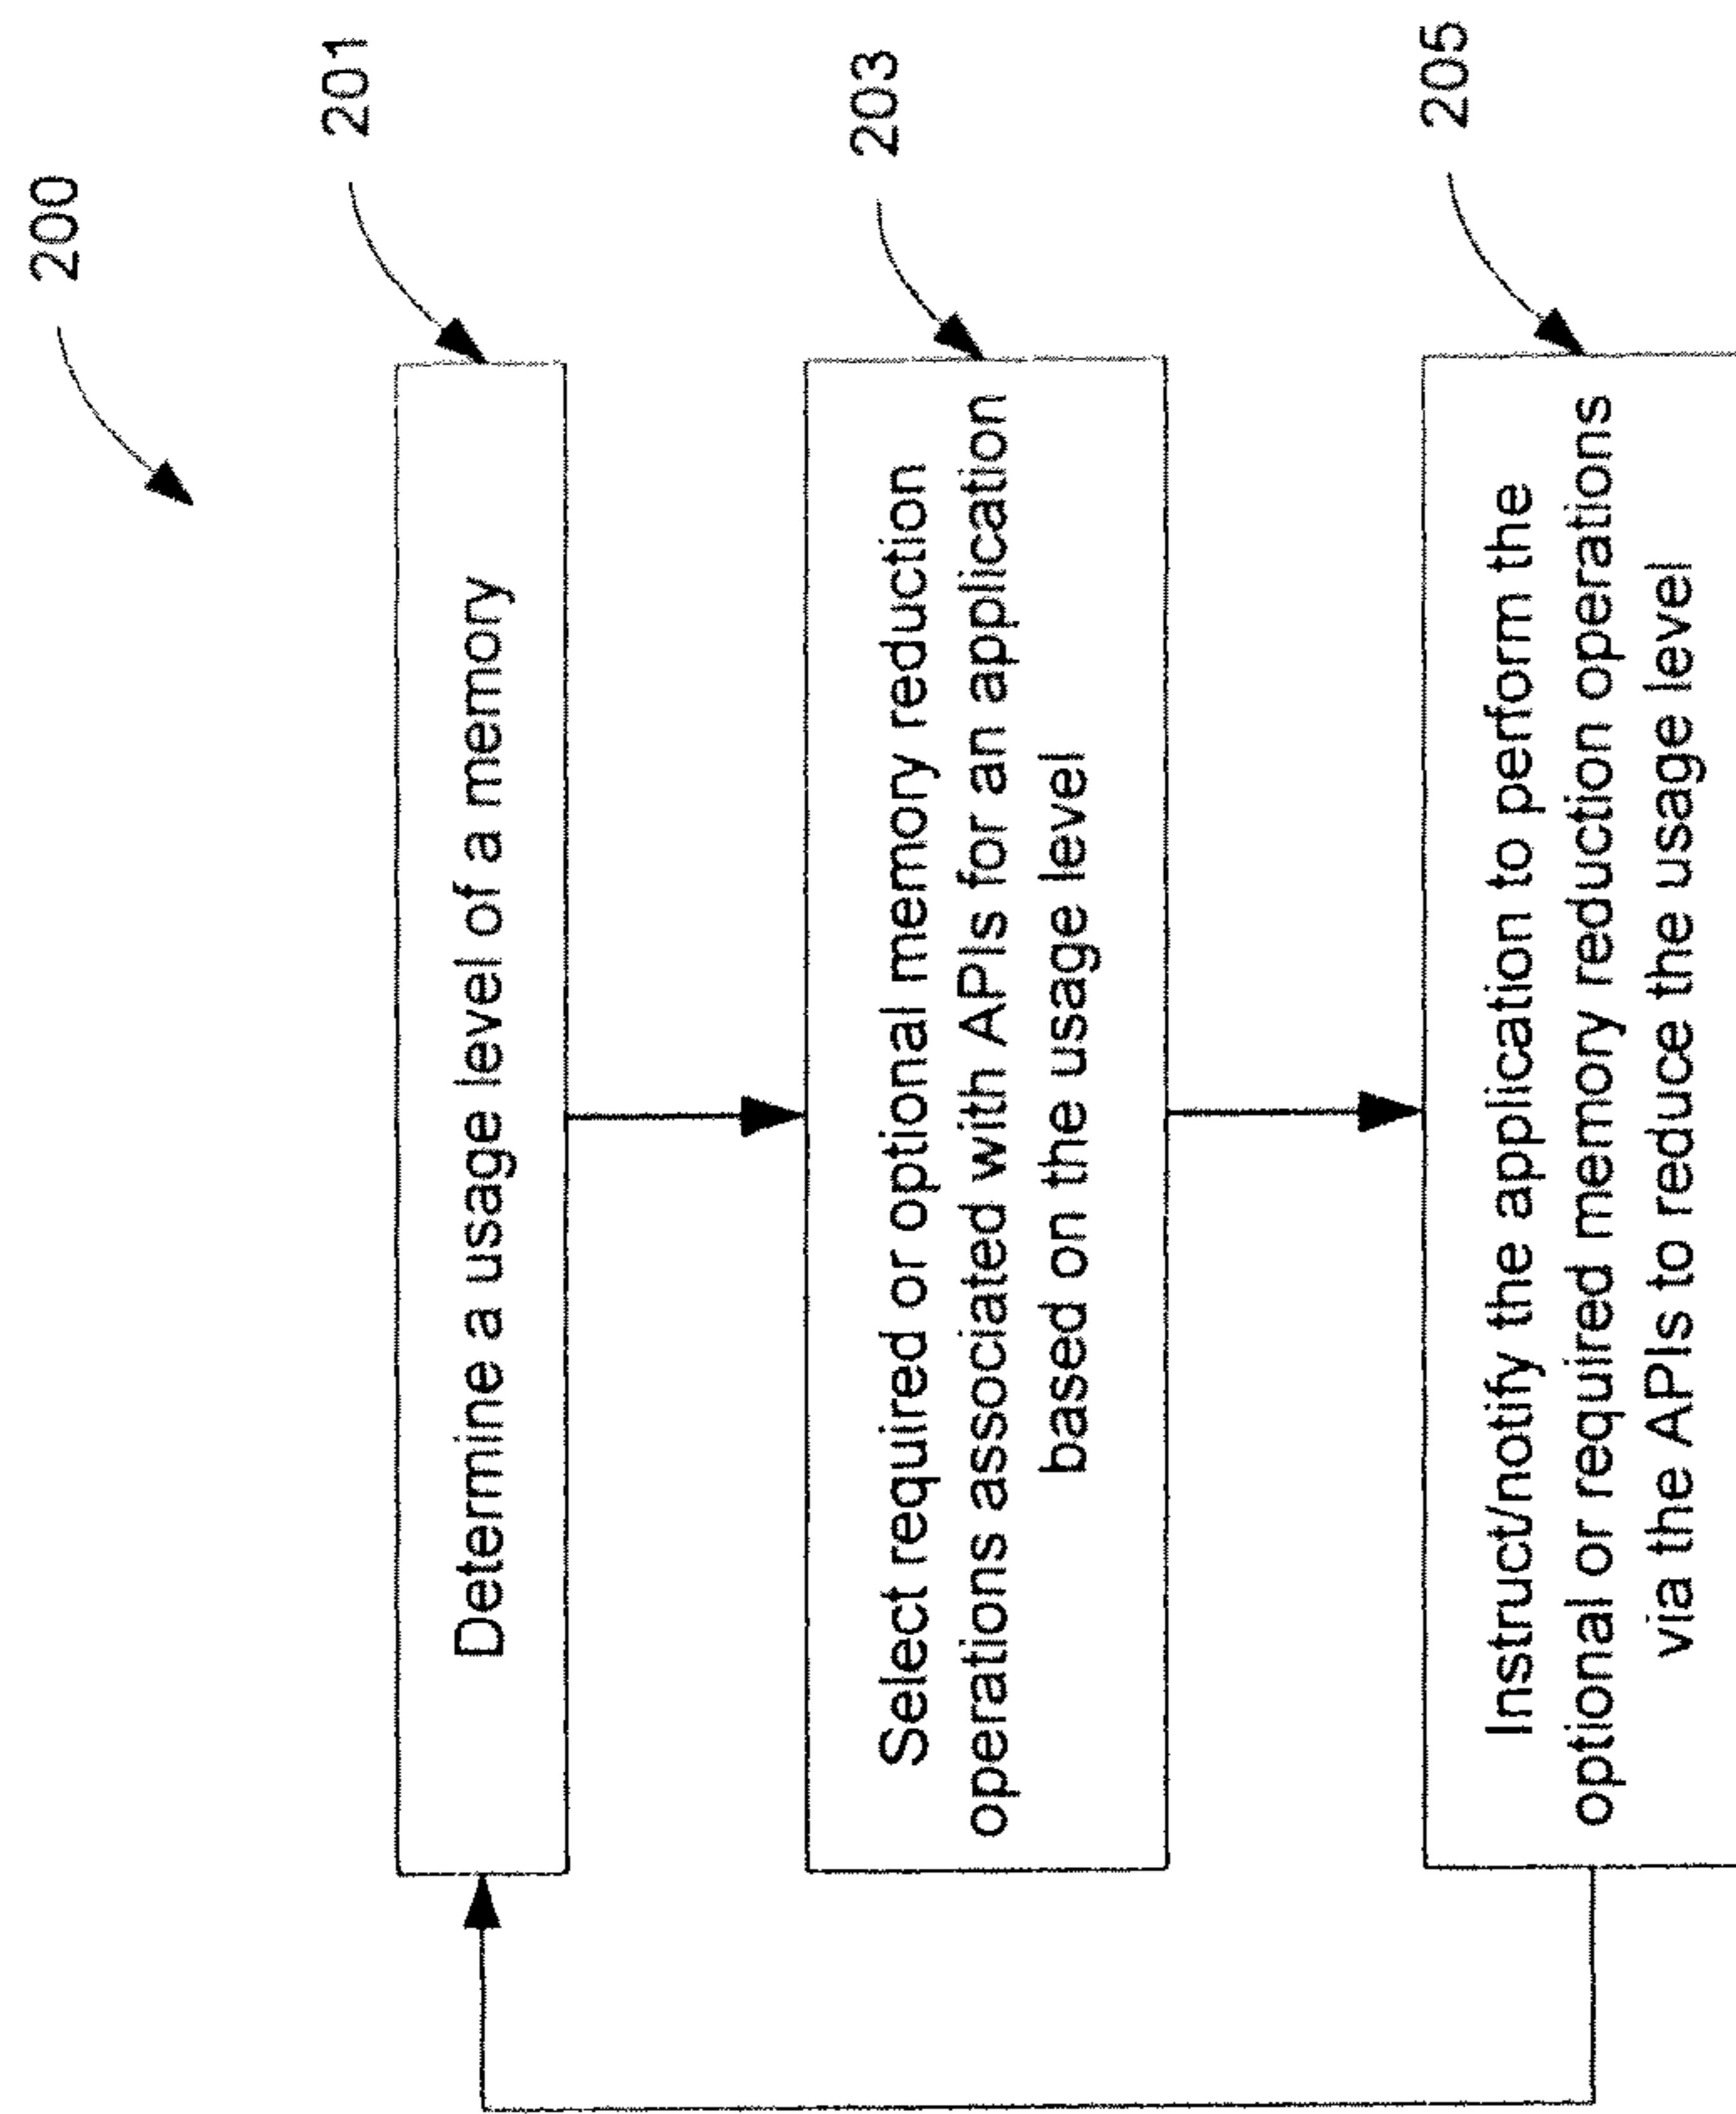 200
201
Determine a usage level of a memory
203
Select required or optional memory reduction
operations associated with APIs for an application
based on the usage level
205
Instruct/notify the application to perform the
optional or required memory reduction operations
via the APIs to reduce the usage level